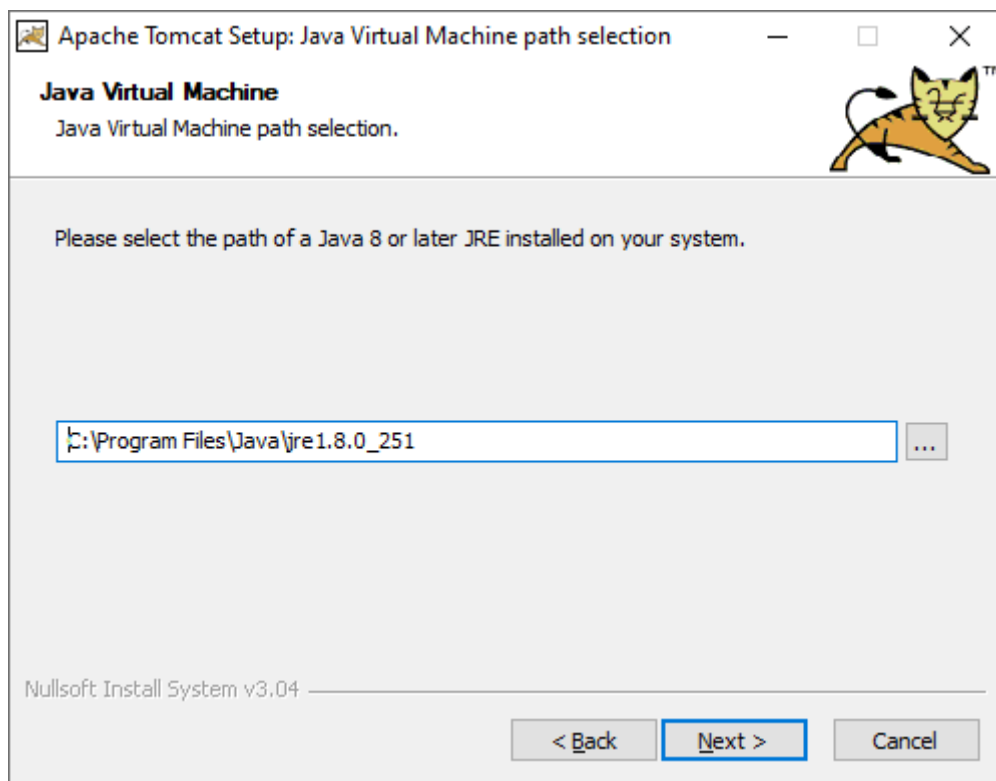 Apache Tomcat Setup: Java Virtual Machine path selection
Java Virtual Machine
Java Virtual Machine path selection.
TM
Please select the path of a Java 8 or later JRE installed on your system.
C:\Program Files\Java\jre1.8.0_251
...
Nullsoft Install System v3.04
< Back
Next >
Cancel